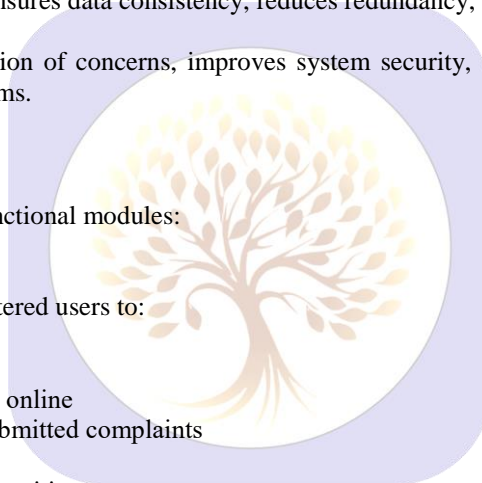 nsures data consistency, reduces redundancy,
ion of concerns, improves system security,
ms.
nctional modules:
tered users to:
online
bmitted complaints